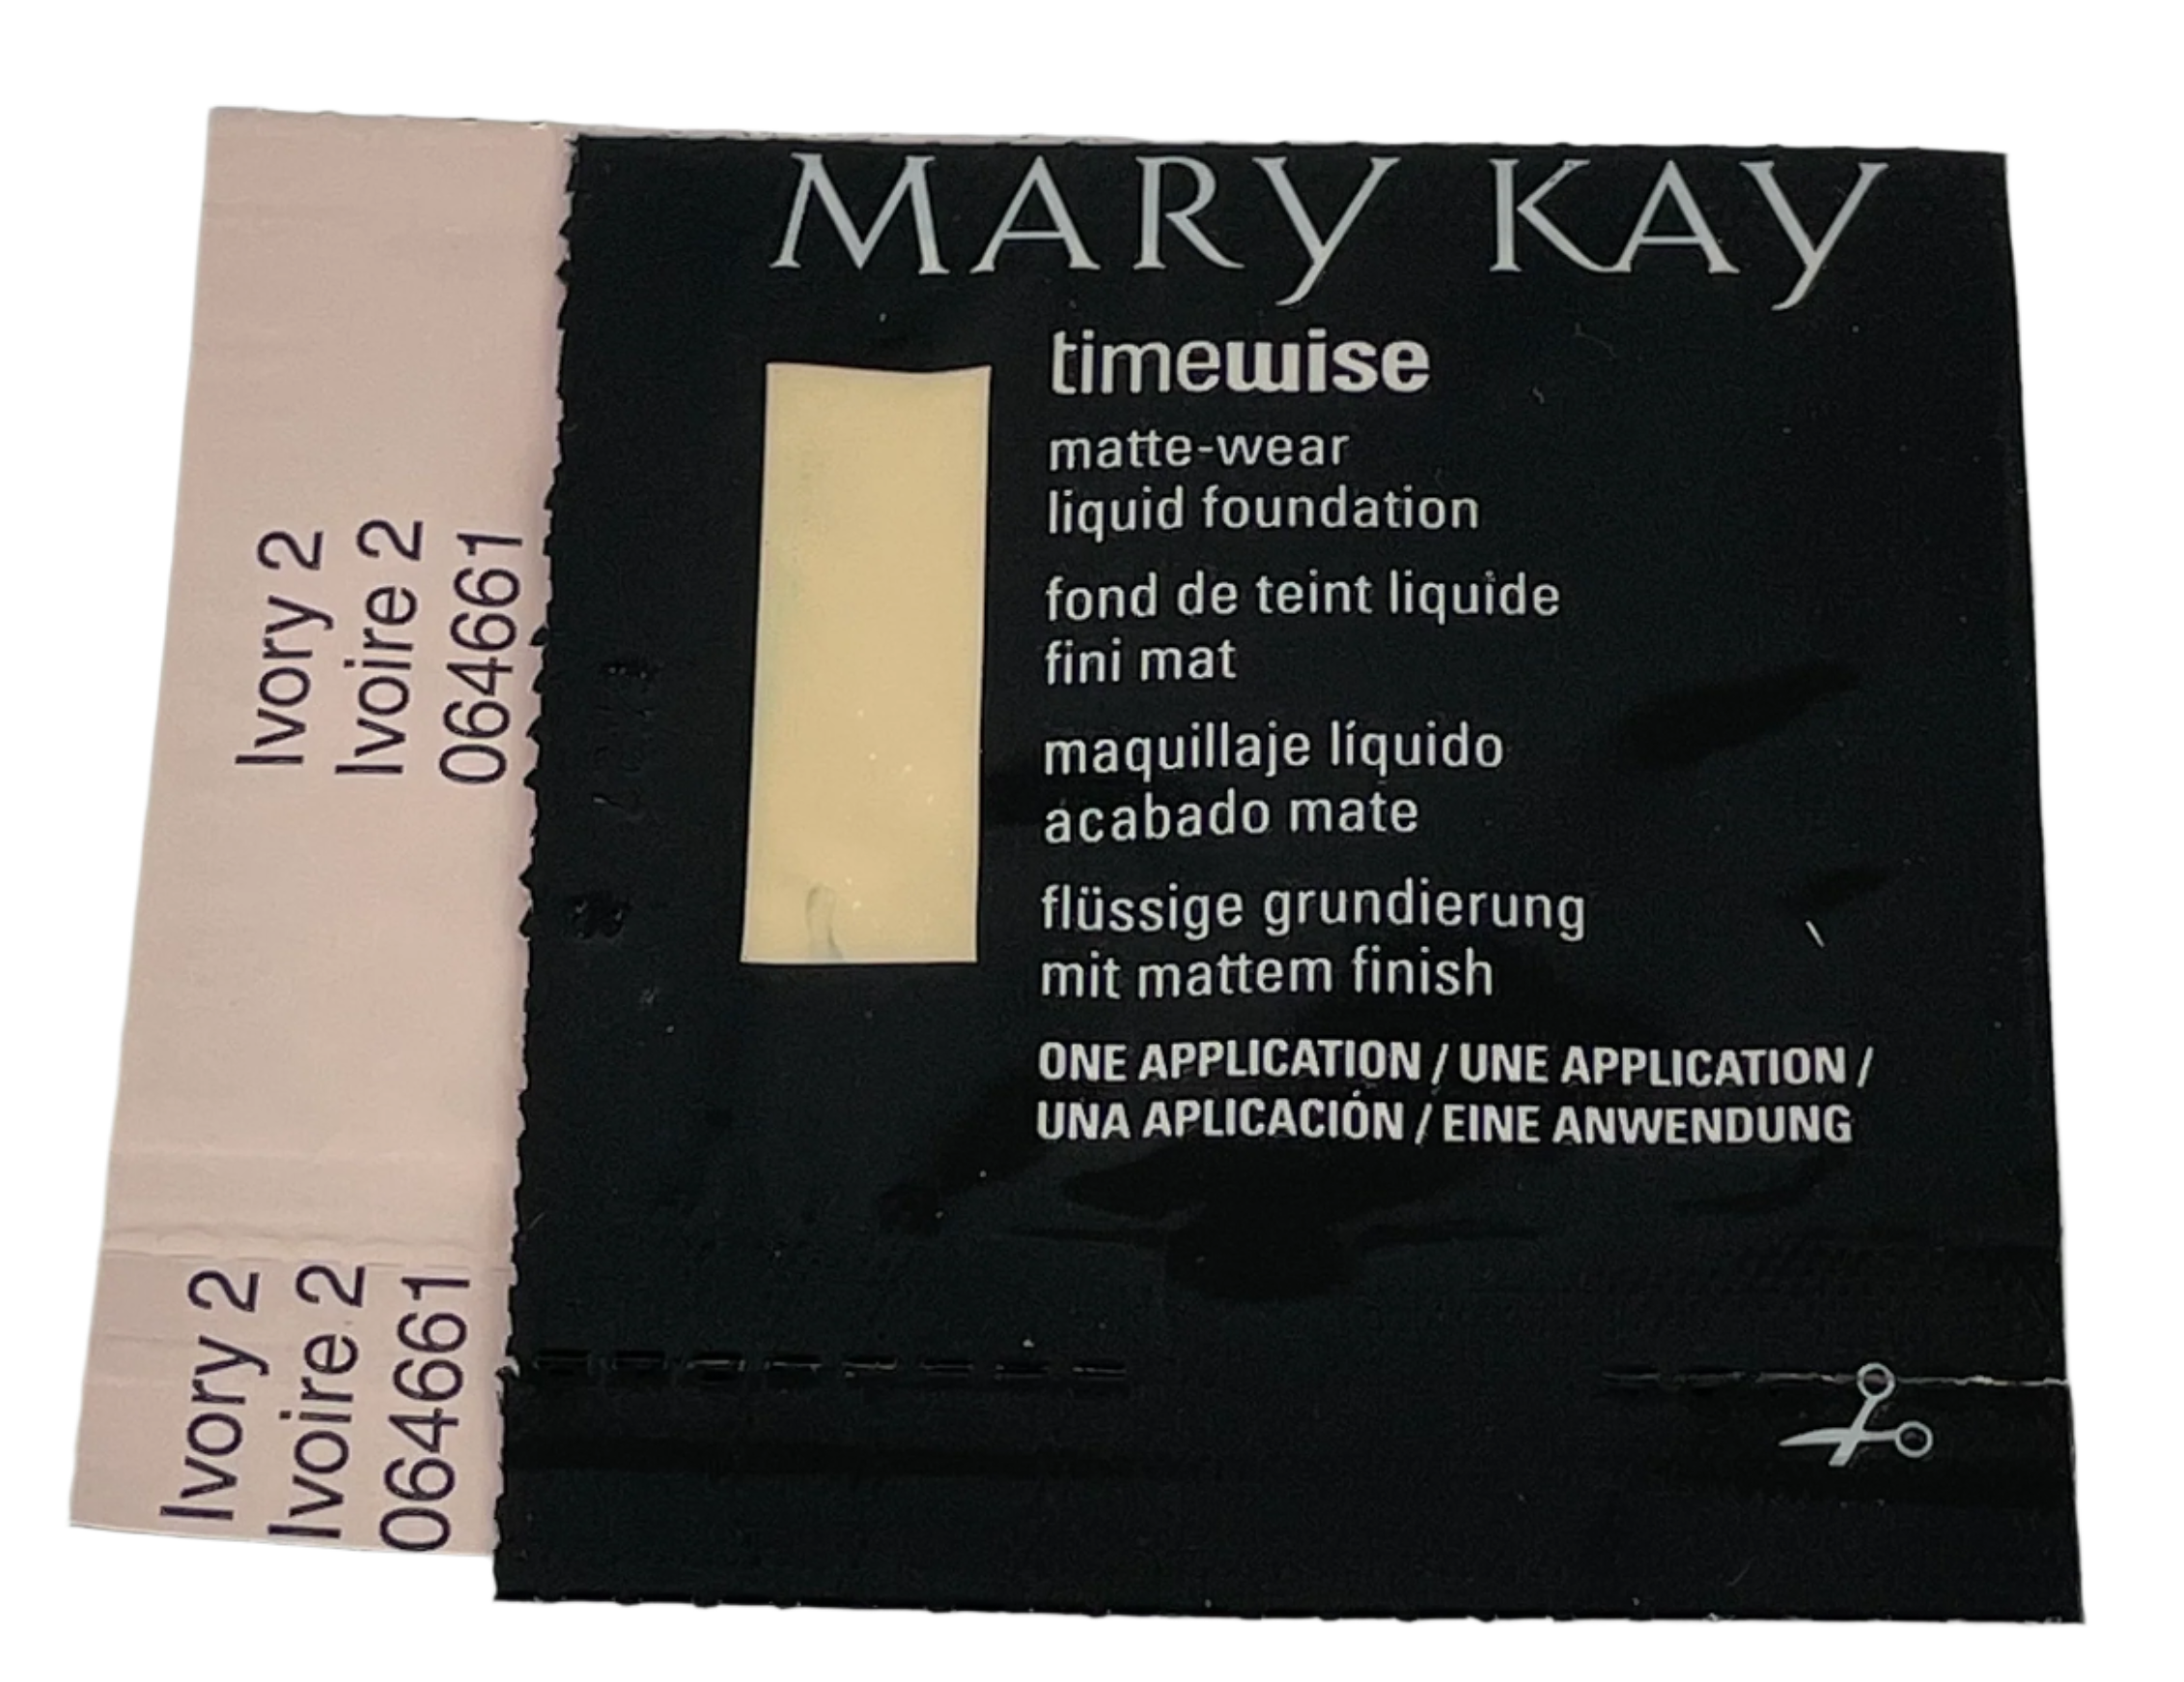 MARY KAY
timewise
matte-wear
liquid foundation
fond de teint liquide
fini mat
maquillaje líquido
acabado mate
flüssige grundierung
mit mattem finish
ONE APPLICATION / UNE APPLICATION /
UNA APLICACIÓN / EINE ANWENDUNG
Ivory 2
Ivoire 2
064661
Ivory 2
Ivoire 2
064661